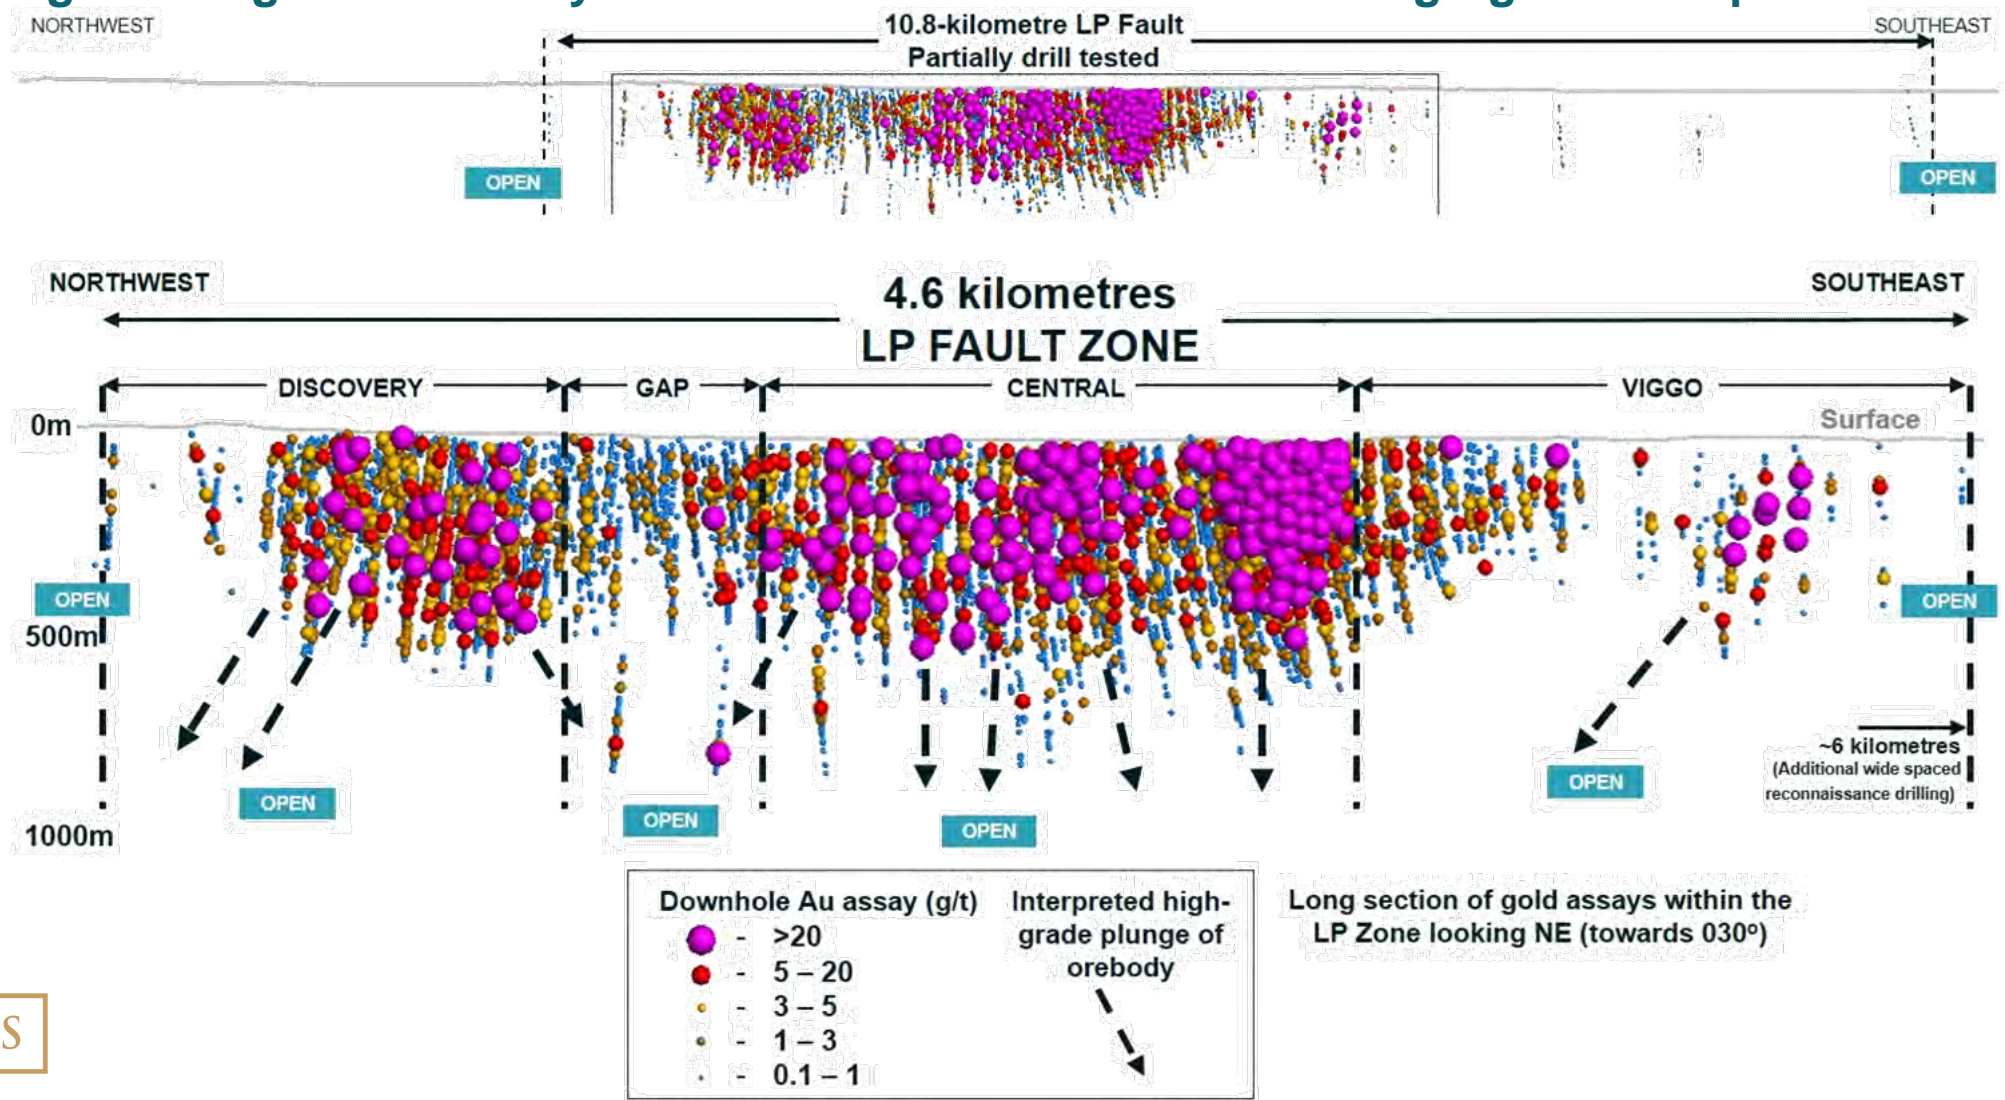 NORTHWEST
10.8-kilometre LP Fault
Partially drill tested
SOUTHEAST
OPEN
OPEN
NORTHWEST
4.6 kilometres
LP FAULT ZONE
SOUTHEAST
DISCOVERY
GAP
CENTRAL
VIGGO
0m
Surface
OPEN
OPEN
500m
~6 kilometres
(Additional wide spaced
reconnaissance drilling)
OPEN
OPEN
OPEN
OPEN
1000m
Downhole Au assay (g/t)
- >20
- 5 – 20
- 3 – 5
- 1 – 3
- 0.1 – 1
Interpreted high-
grade plunge of
orebody
Long section of gold assays within the
LP Zone looking NE (towards 030º)
S